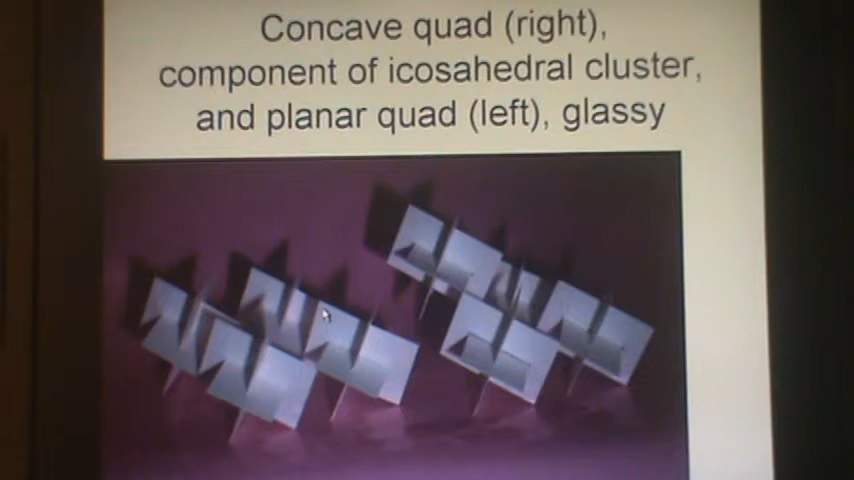 Concave quad (right),
component of icosahedral cluster,
and planar quad (left), glassy